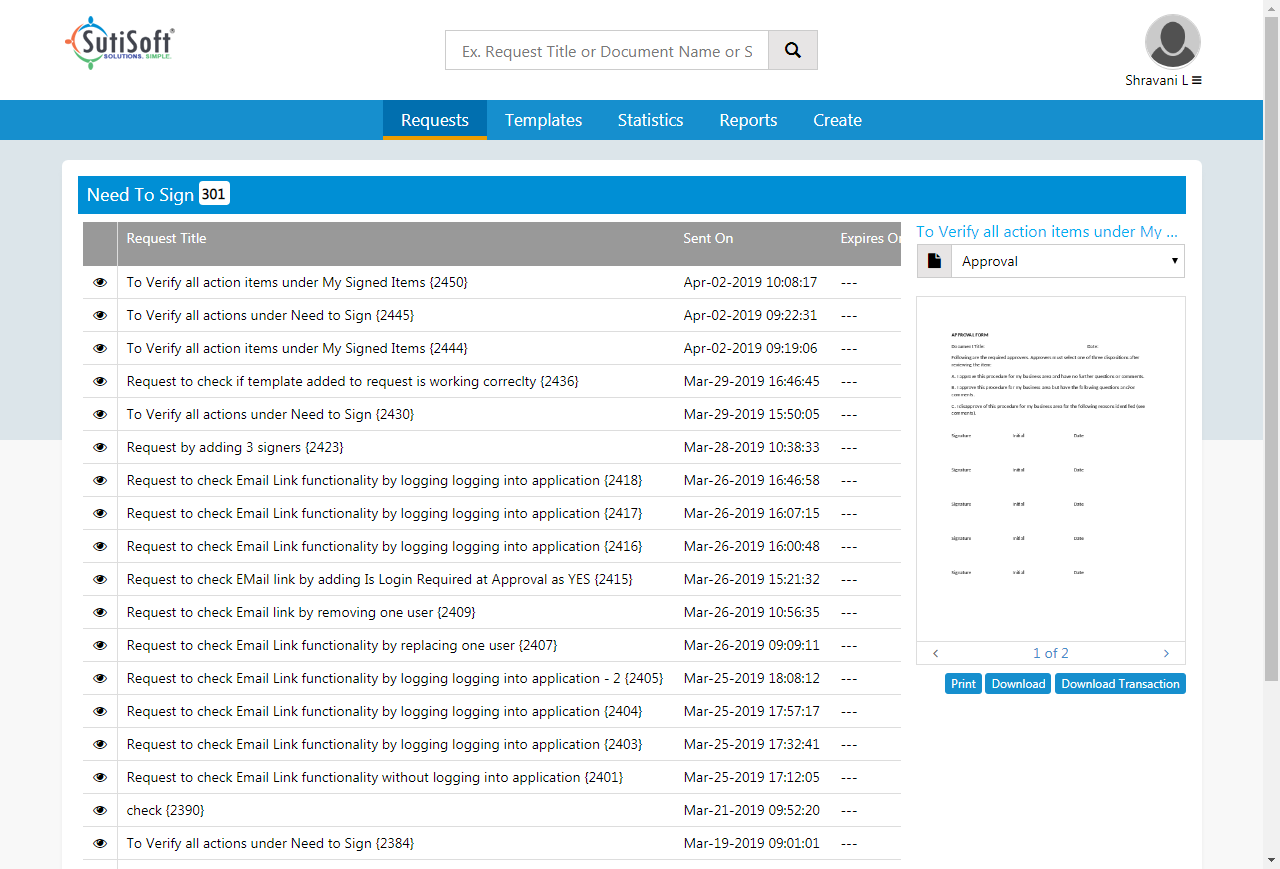 SutiSoft®
SOLUTIONS. SIMPLE.
Ex. Request Title or Document Name or S
Shravani L
Requests Templates Statistics Reports Create
Need To Sign 301
Request Title Sent On Expires On
To Verify all action items under My Signed Items {2450} Apr-02-2019 10:08:17 ---
To Verify all actions under Need to Sign {2445} Apr-02-2019 09:22:31 ---
To Verify all action items under My Signed Items {2444} Apr-02-2019 09:19:06 ---
Request to check if template added to request is working correclty {2436} Mar-29-2019 16:46:45 ---
To Verify all actions under Need to Sign {2430} Mar-29-2019 15:50:05 ---
Request by adding 3 signers {2423} Mar-28-2019 10:38:33 ---
Request to check Email Link functionality by logging logging into application {2418} Mar-26-2019 16:46:58 ---
Request to check Email Link functionality by logging logging into application {2417} Mar-26-2019 16:07:15 ---
Request to check Email Link functionality by logging logging into application {2416} Mar-26-2019 16:00:48 ---
Request to check EMail link by adding Is Login Required at Approval as YES {2415} Mar-26-2019 15:21:32 ---
Request to check Email link by removing one user {2409} Mar-26-2019 10:56:35 ---
Request to check Email Link functionality by replacing one user {2407} Mar-26-2019 09:09:11 ---
Request to check Email Link functionality by logging logging into application - 2 {2405} Mar-25-2019 18:08:12 ---
Request to check Email Link functionality by logging logging into application {2404} Mar-25-2019 17:57:17 ---
Request to check Email Link functionality by logging logging into application {2403} Mar-25-2019 17:32:41 ---
Request to check Email Link functionality without logging into application {2401} Mar-25-2019 17:12:05 ---
check {2390} Mar-21-2019 09:52:20 ---
To Verify all actions under Need to Sign {2384} Mar-19-2019 09:01:01 ---
To Verify all action items under My ...
Approval
APPROVAL FORM
Document Title: Date:
Following are the required approvers. Approvers must select one of three dispositions after
reviewing the item:
A. I approve this procedure for my business area and have no further questions or comments.
B. I approve this procedure for my business area but have the following questions and/or
comments.
C. I disapprove of this procedure for my business area for the following reasons identified (see
comments).
Signature Initial Date
Signature Initial Date
Signature Initial Date
Signature Initial Date
Signature Initial Date
1 of 2
Print Download Download Transaction